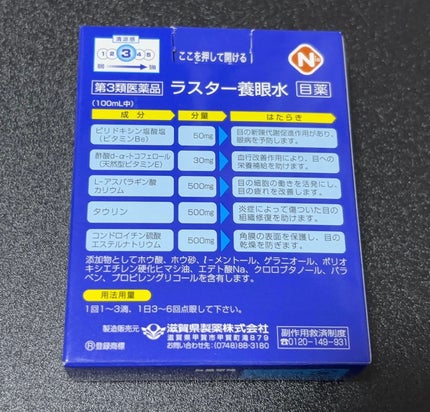 清涼感
1 2 3 4 5
弱 強
ここを押して開ける
N
第3類医薬品 ラスター養眼水 目薬
(100mL中)
成分 分量 はたらき
ピリドキシン塩酸塩
(ビタミンB6)
50mg
目の新陳代謝促進作用があり、
眼病を予防します。
酢酸d-α-トコフェロール
(天然型ビタミンE)
30mg
血行改善作用により、目への
栄養補給を助けます。
L-アスパラギン酸
カリウム
500mg
目の細胞の働きを活発にし、
目の疲れを改善します。
タウリン
500mg
炎症によって傷ついた目の
組織修復を助けます。
コンドロイチン硫酸
エステルナトリウム
500mg
角膜の表面を保護し、目の
乾燥を防ぎます。
添加物としてホウ酸、ホウ砂、l-メントール、ゲラニオール、ポリオ
キシエチレン硬化ヒマシ油、エデト酸Na、クロロブタノール、パラ
ベン、プロピレングリコールを含有します。
用法用量
1回1〜3滴、1日3〜6回点眼して下さい。
製造販売元 滋賀県製薬株式会社
滋賀県甲賀市甲賀町滝879
お問い合わせ先:(0748)88-3180
®登録商標
副作用救済制度
☎0120-149-931